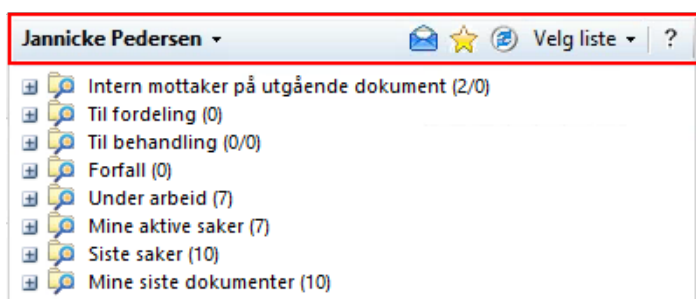 Jannicke Pedersen Velg liste ?
Intern mottaker på utgående dokument (2/0)
Til fordeling (0)
Til behandling (0/0)
Forfall (0)
Under arbeid (7)
Mine aktive saker (7)
Siste saker (10)
Mine siste dokumenter (10)